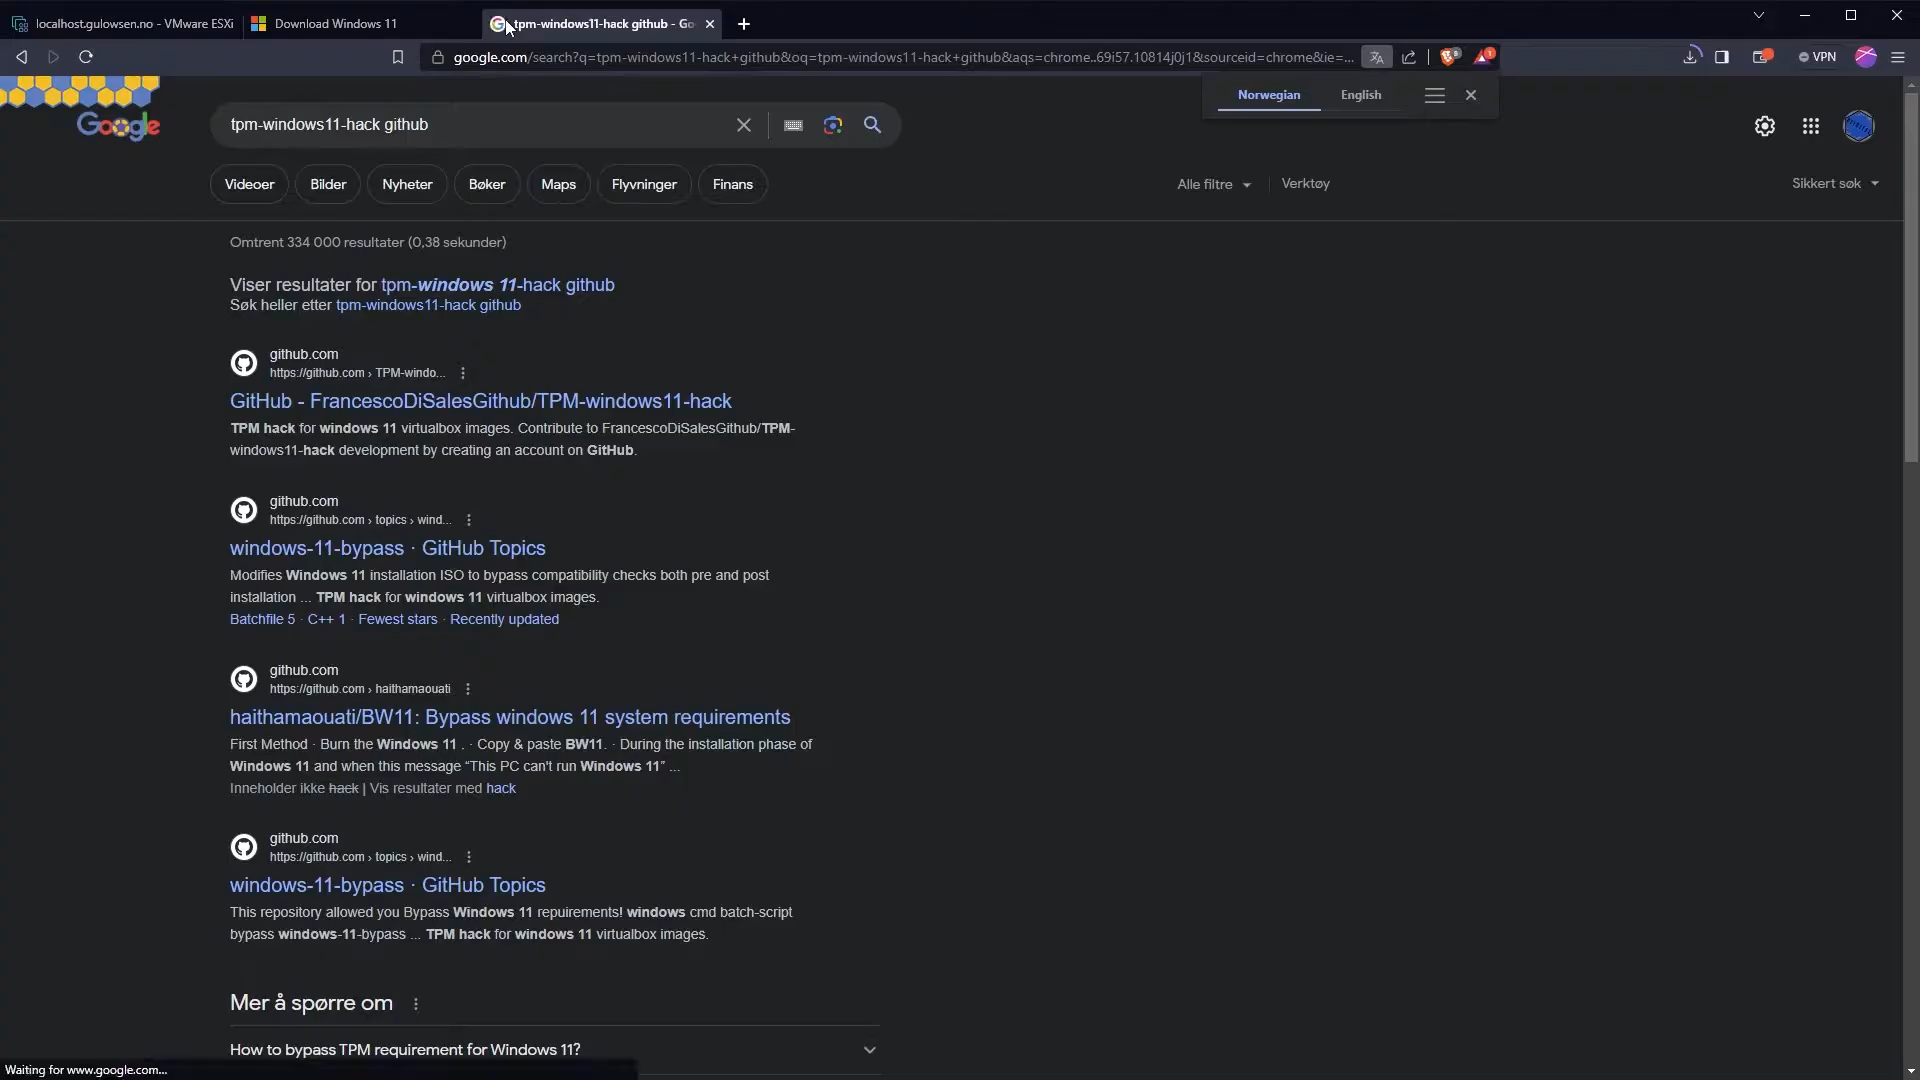 localhost.gulowsen.no - VMware ESXi
Download Windows 11
tpm-windows11-hack github - Go
google.com/search?q=tpm-windows11-hack+github&oq=tpm-windows11-hack+github&aqs=chrome..69i57.10814j0j1&sourceid=chrome&ie=...
VPN
Norwegian
English
Google
tpm-windows11-hack github
Videoer
Bilder
Nyheter
Bøker
Maps
Flyvninger
Finans
Alle filtre
Verktøy
Sikkert søk
Omtrent 334 000 resultater (0,38 sekunder)
Viser resultater for tpm-windows 11-hack github
Søk heller etter tpm-windows11-hack github
github.com
https://github.com › TPM-windo...
GitHub - FrancescoDiSalesGithub/TPM-windows11-hack
TPM hack for windows 11 virtualbox images. Contribute to FrancescoDiSalesGithub/TPM-
windows11-hack development by creating an account on GitHub.
github.com
https://github.com › topics › wind...
windows-11-bypass · GitHub Topics
Modifies Windows 11 installation ISO to bypass compatibility checks both pre and post
installation ... TPM hack for windows 11 virtualbox images.
Batchfile 5 · C++ 1 · Fewest stars · Recently updated
github.com
https://github.com › haithamaouati
haithamaouati/BW11: Bypass windows 11 system requirements
First Method · Burn the Windows 11 . · Copy & paste BW11. · During the installation phase of
Windows 11 and when this message “This PC can't run Windows 11” ...
Inneholder ikke hack | Vis resultater med hack
github.com
https://github.com › topics › wind...
windows-11-bypass · GitHub Topics
This repository allowed you Bypass Windows 11 repuirements! windows cmd batch-script
bypass windows-11-bypass ... TPM hack for windows 11 virtualbox images.
Mer å spørre om
How to bypass TPM requirement for Windows 11?
Waiting for www.google.com...